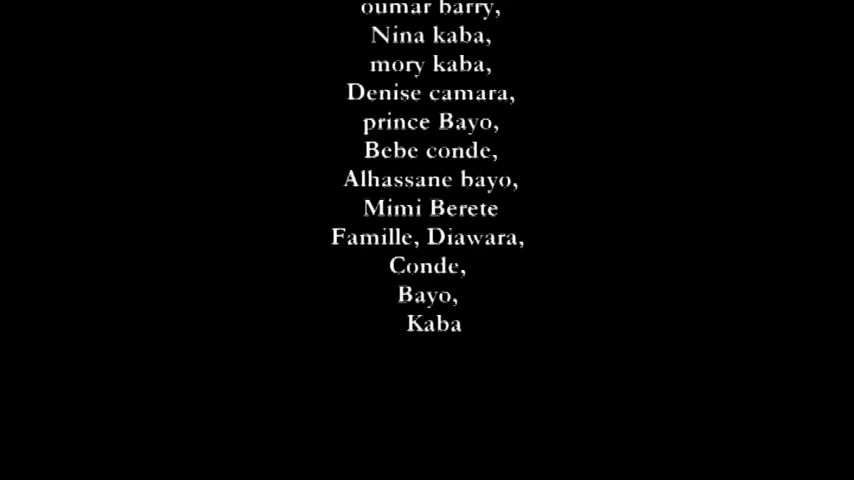 oumar barry,
Nina kaba,
mory kaba,
Denise camara,
prince Bayo,
Bebe conde,
Alhassane bayo,
Mimi Berete
Famille, Diawara,
Conde,
Bayo,
Kaba